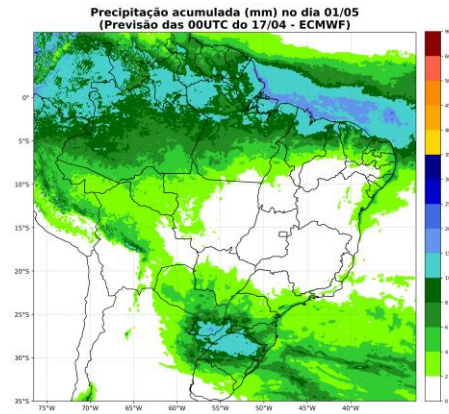 Precipitação acumulada (mm) no dia 01/05
(Previsão das 00UTC do 17/04 - ECMWF)
0°
5°S
10°S
15°S
20°S
25°S
30°S
35°S
75°W
70°W
65°W
60°W
55°W
50°W
45°W
40°W